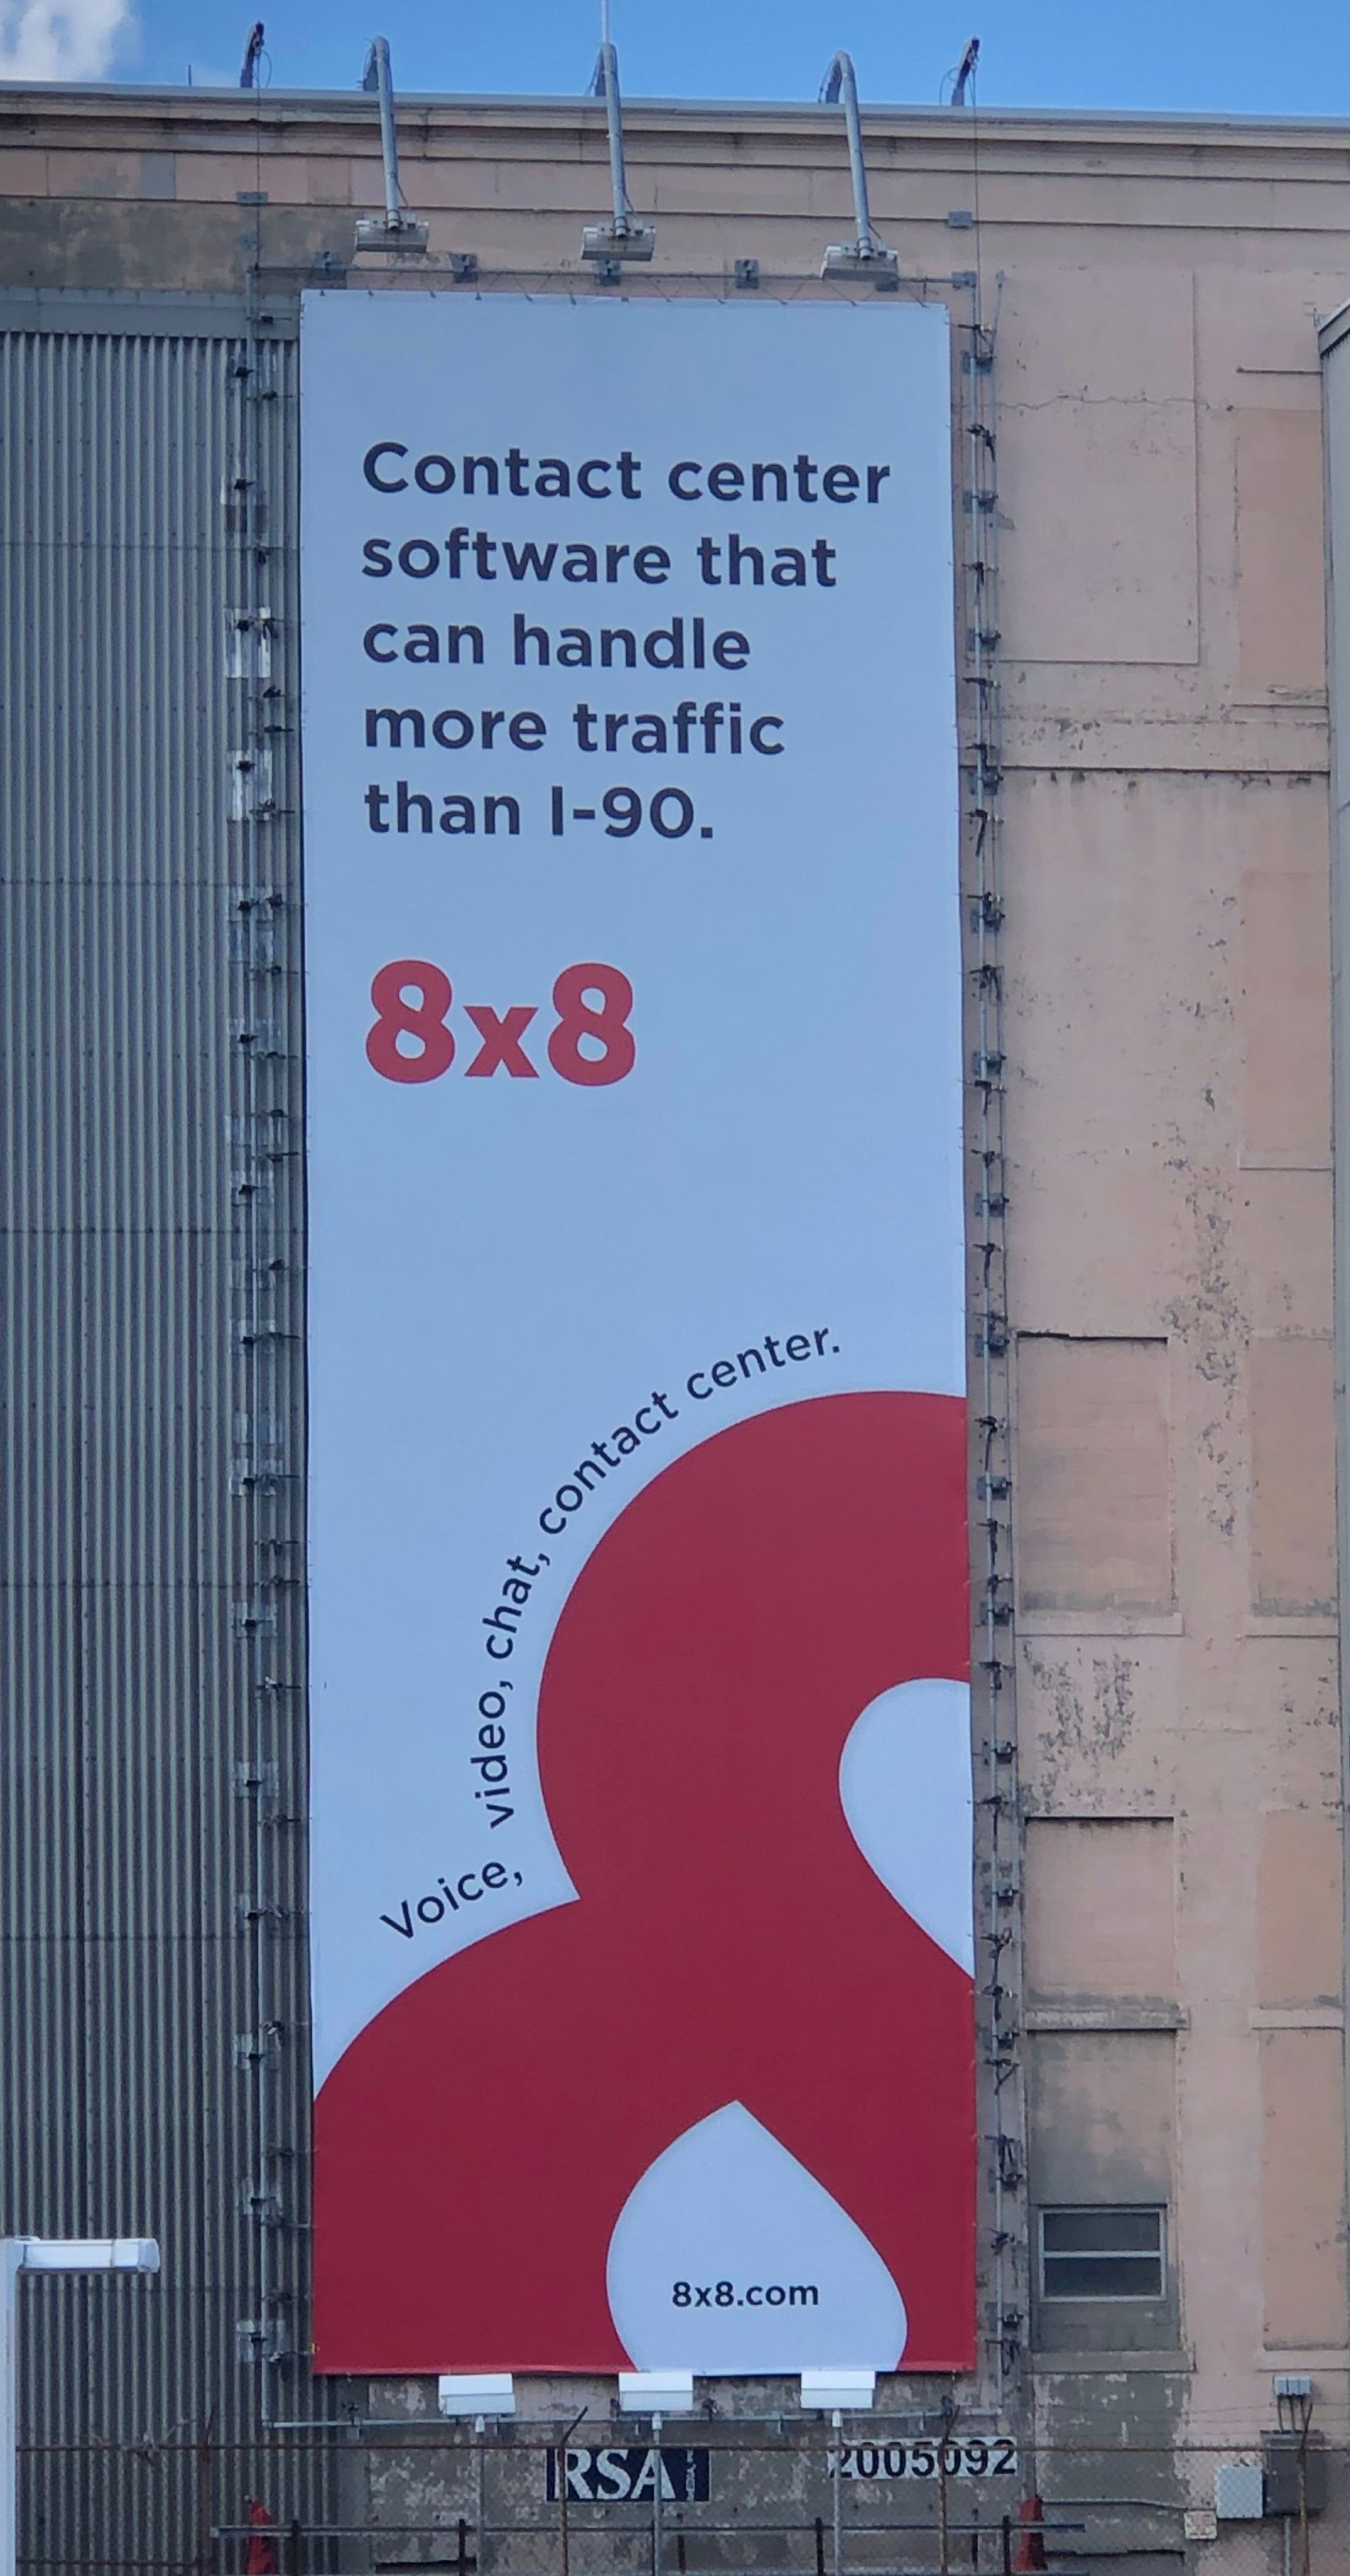 Contact center
software that
can handle
more traffic
than I-90.
8x8
Voice, video, chat, contact center.
8x8.com
RSA
2005092